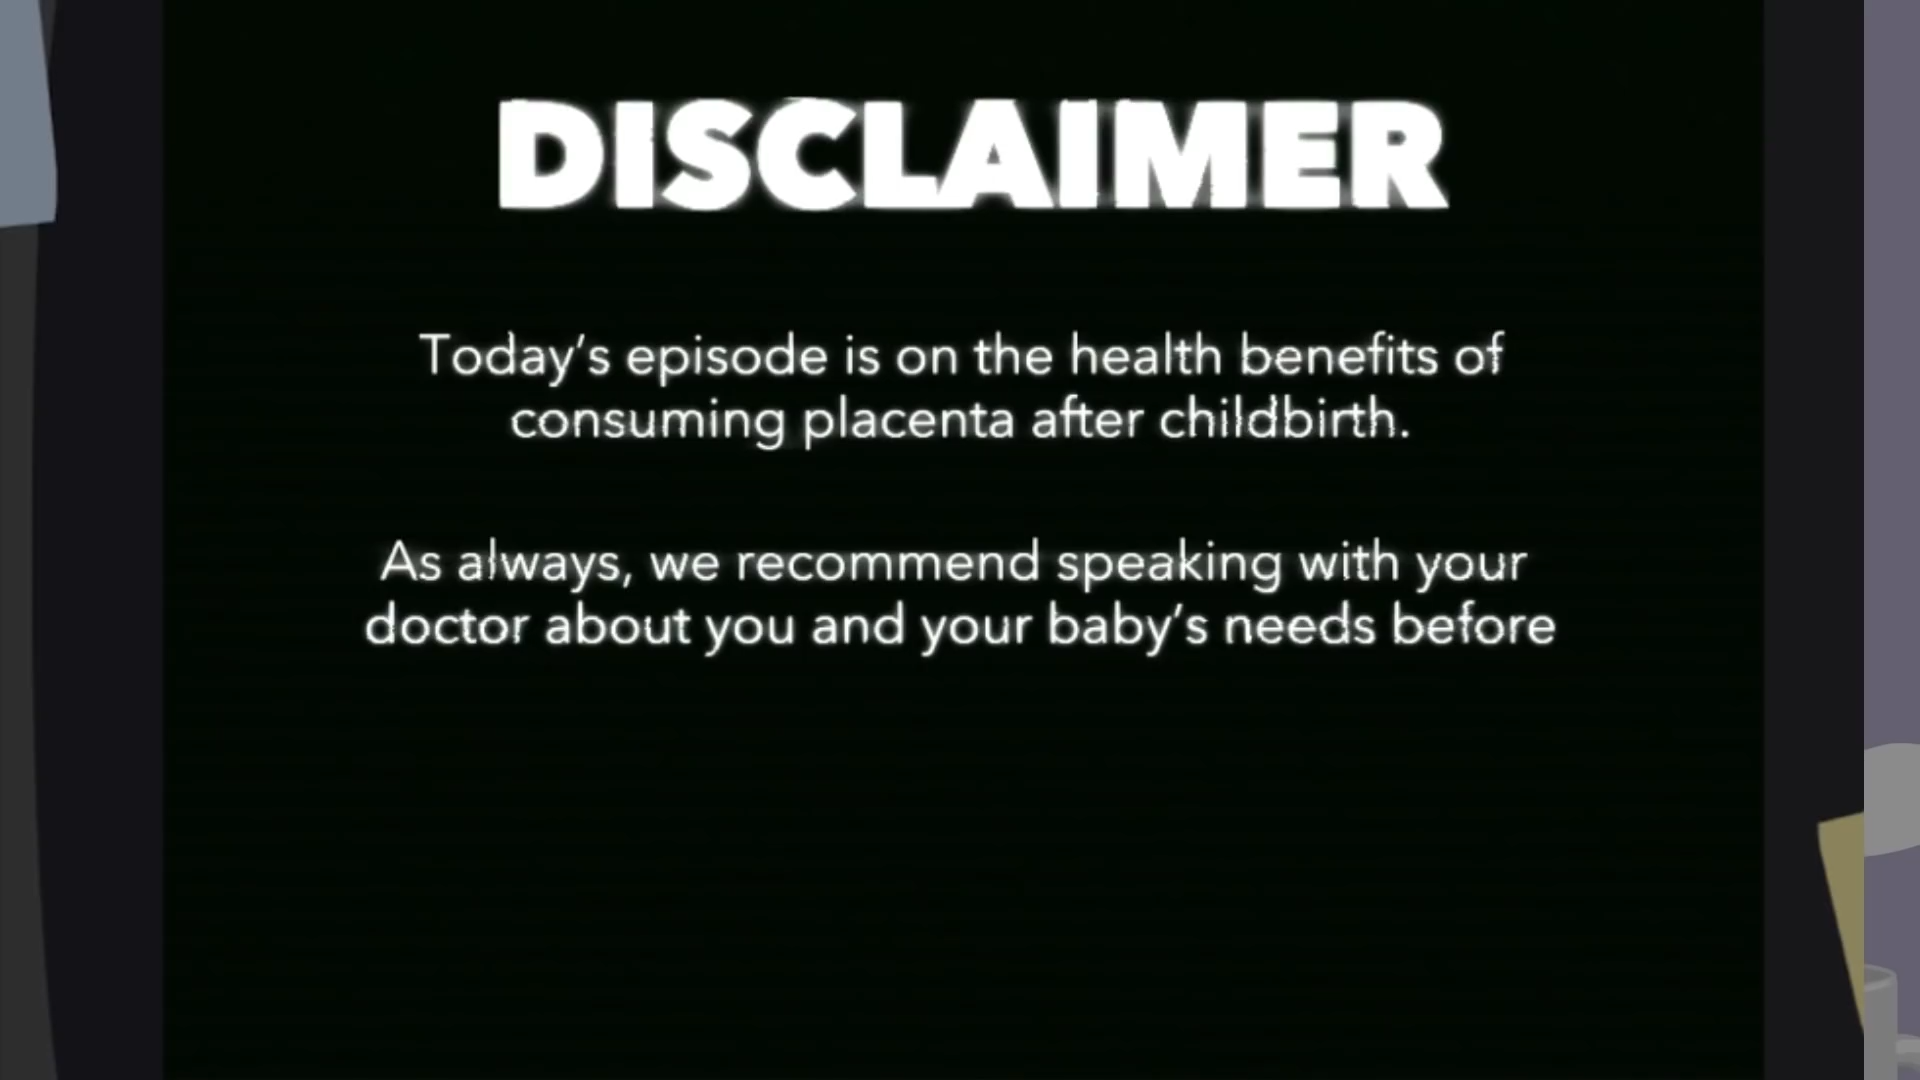 DISCLAIMER
Today’s episode is on the health benefits of
consuming placenta after childbirth.
As always, we recommend speaking with your
doctor about you and your baby’s needs before